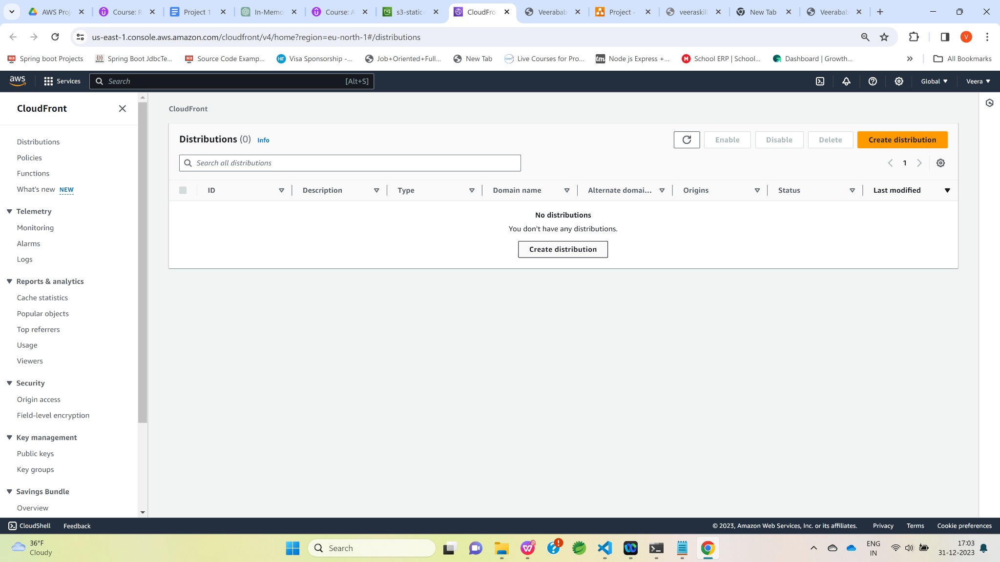 AWS Proj
Course: R
Project 1
In-Memo
Course: A
s3-static-
CloudFro
Veerabab
Project -
veeraskill
New Tab
Veerabab
us-east-1.console.aws.amazon.com/cloudfront/v4/home?region=eu-north-1#/distributions
V
Spring boot Projects
Spring Boot JdbcTe...
Source Code Examp...
Visa Sponsorship -...
Job+Oriented+Full...
New Tab
Live Courses for Pro...
Node js Express +...
School ERP | School...
Dashboard | Growth...
All Bookmarks
aws
Services
Search
[Alt+S]
Global
Veera
CloudFront
Distributions
Policies
Functions
What's new NEW
Telemetry
Monitoring
Alarms
Logs
Reports & analytics
Cache statistics
Popular objects
Top referrers
Usage
Viewers
Security
Origin access
Field-level encryption
Key management
Public keys
Key groups
Savings Bundle
Overview
CloudFront
Distributions (0) Info
Enable
Disable
Delete
Create distribution
Search all distributions
1
ID
Description
Type
Domain name
Alternate domai...
Origins
Status
Last modified
No distributions
You don't have any distributions.
Create distribution
CloudShell
Feedback
© 2023, Amazon Web Services, Inc. or its affiliates.
Privacy
Terms
Cookie preferences
36°F
Cloudy
Search
ENG
IN
17:03
31-12-2023